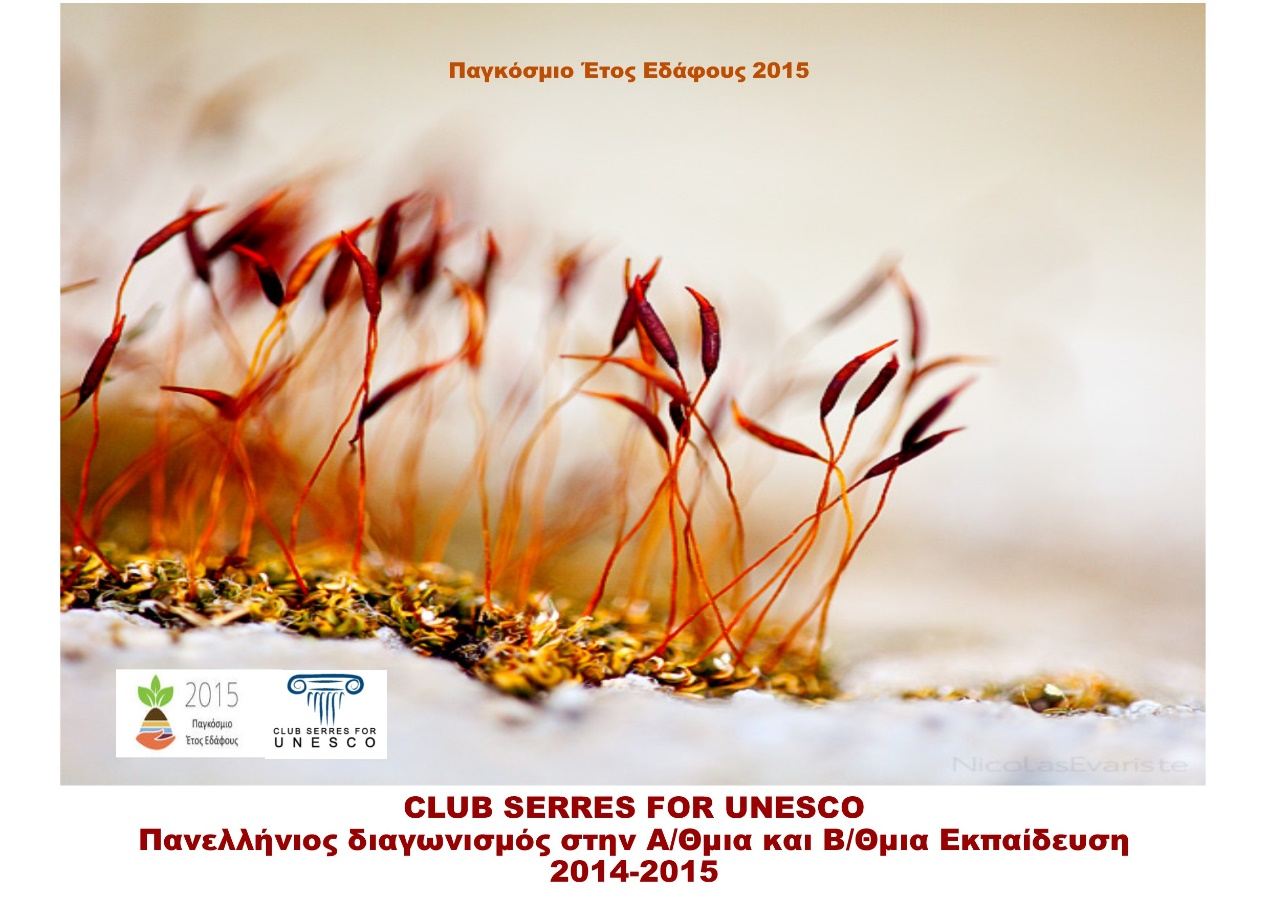 Παγκόσμιο Έτος Εδάφους 2015
2015
Παγκόσμιο
Έτος Εδάφους
CLUB SERRES FOR
UNESCO
NicolasEvariste
CLUB SERRES FOR UNESCO
Πανελλήνιος διαγωνισμός στην Α/Θμια και Β/Θμια Εκπαίδευση
2014-2015